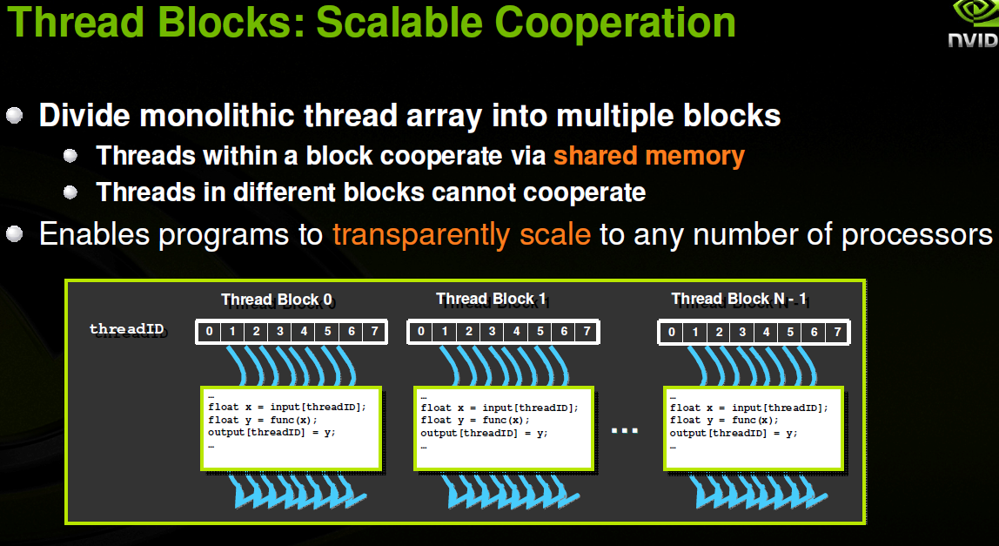 Thread Blocks: Scalable Cooperation
NVID
Divide monolithic thread array into multiple blocks
Threads within a block cooperate via shared memory
Threads in different blocks cannot cooperate
Enables programs to transparently scale to any number of processors
Thread Block 0
Thread Block 1
Thread Block N - 1
threadID
0 1 2 3 4 5 6 7
0 1 2 3 4 5 6 7
0 1 2 3 4 5 6 7
…
float x = input[threadID];
float y = func(x);
output[threadID] = y;
…
…
float x = input[threadID];
float y = func(x);
output[threadID] = y;
…
...
…
float x = input[threadID];
float y = func(x);
output[threadID] = y;
…